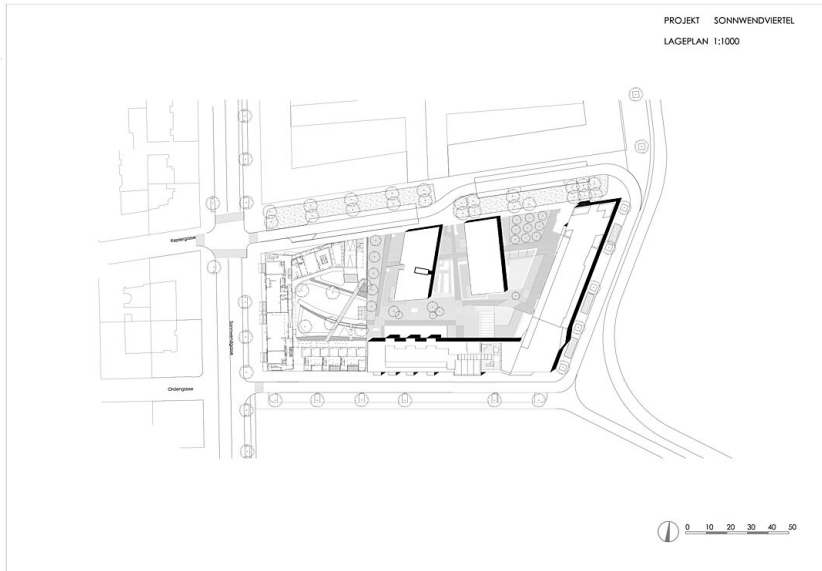 PROJEKT SONNWENDVIERTEL
LAGEPLAN 1:1000
Keplergasse
Sonnwendgasse
Ordengasse
0 10 20 30 40 50